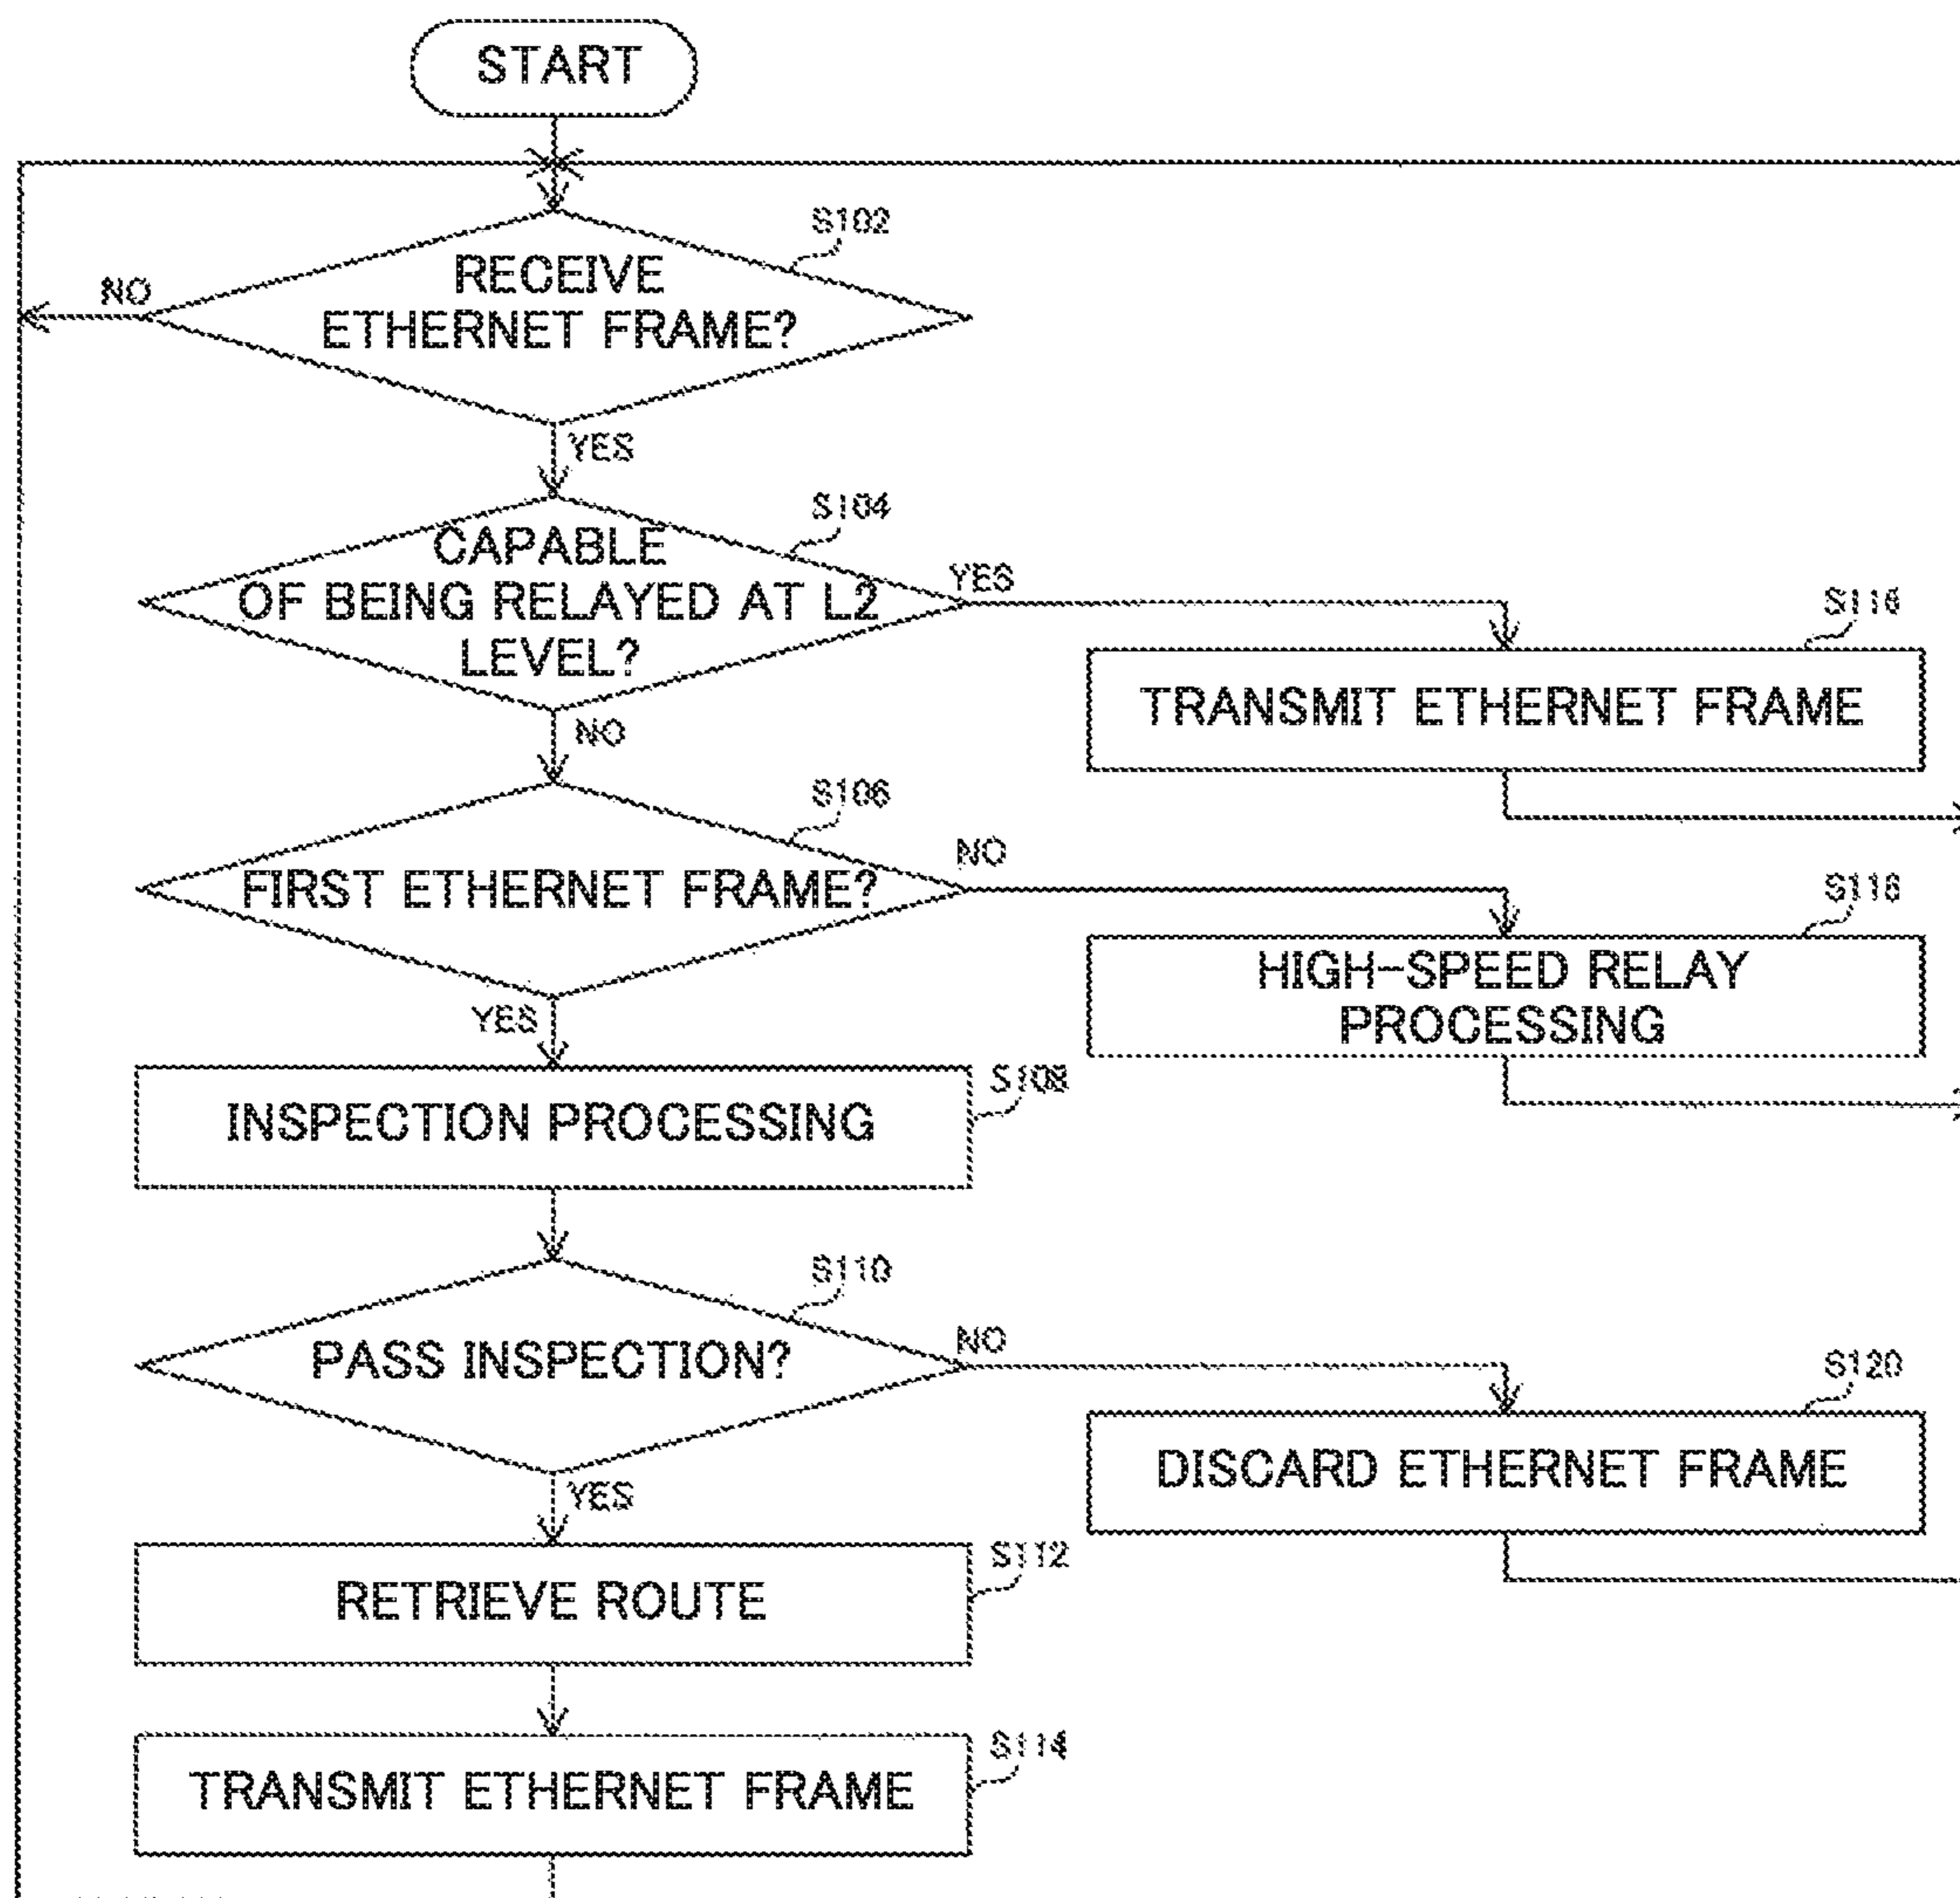 START
S102
RECEIVE
ETHERNET FRAME?
NO
YES
S104
CAPABLE
OF BEING RELAYED AT L2
LEVEL?
YES
NO
S116
TRANSMIT ETHERNET FRAME
S106
FIRST ETHERNET FRAME?
NO
YES
S118
HIGH-SPEED RELAY
PROCESSING
S108
INSPECTION PROCESSING
S110
PASS INSPECTION?
NO
YES
S120
DISCARD ETHERNET FRAME
S112
RETRIEVE ROUTE
S114
TRANSMIT ETHERNET FRAME